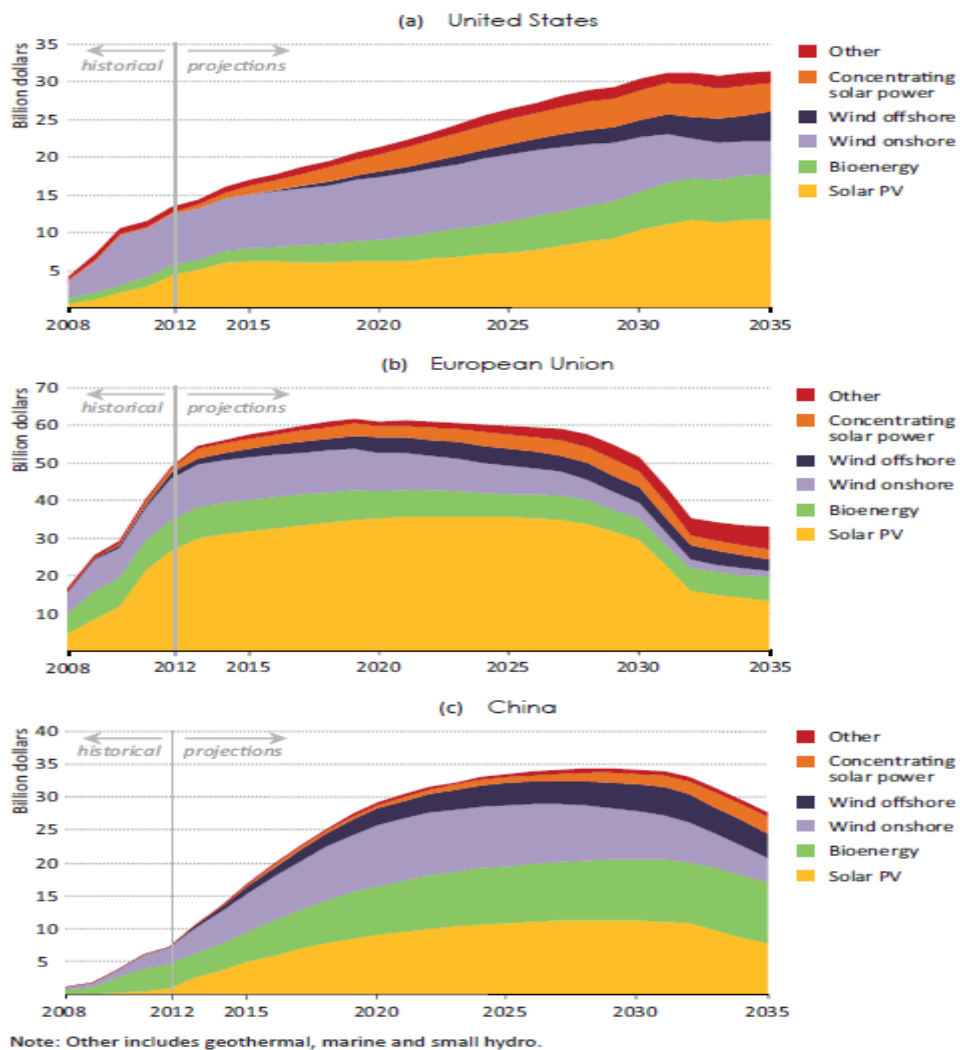 (a) United States
Billion dollars
35
30
25
20
15
10
5
historical projections
2008 2012 2015 2020 2025 2030 2035
Other
Concentrating
solar power
Wind offshore
Wind onshore
Bioenergy
Solar PV
(b) European Union
Billion dollars
70
60
50
40
30
20
10
historical projections
2008 2012 2015 2020 2025 2030 2035
Other
Concentrating
solar power
Wind offshore
Wind onshore
Bioenergy
Solar PV
(c) China
Billion dollars
40
35
30
25
20
15
10
5
historical projections
2008 2012 2015 2020 2025 2030 2035
Other
Concentrating
solar power
Wind offshore
Wind onshore
Bioenergy
Solar PV
Note: Other includes geothermal, marine and small hydro.